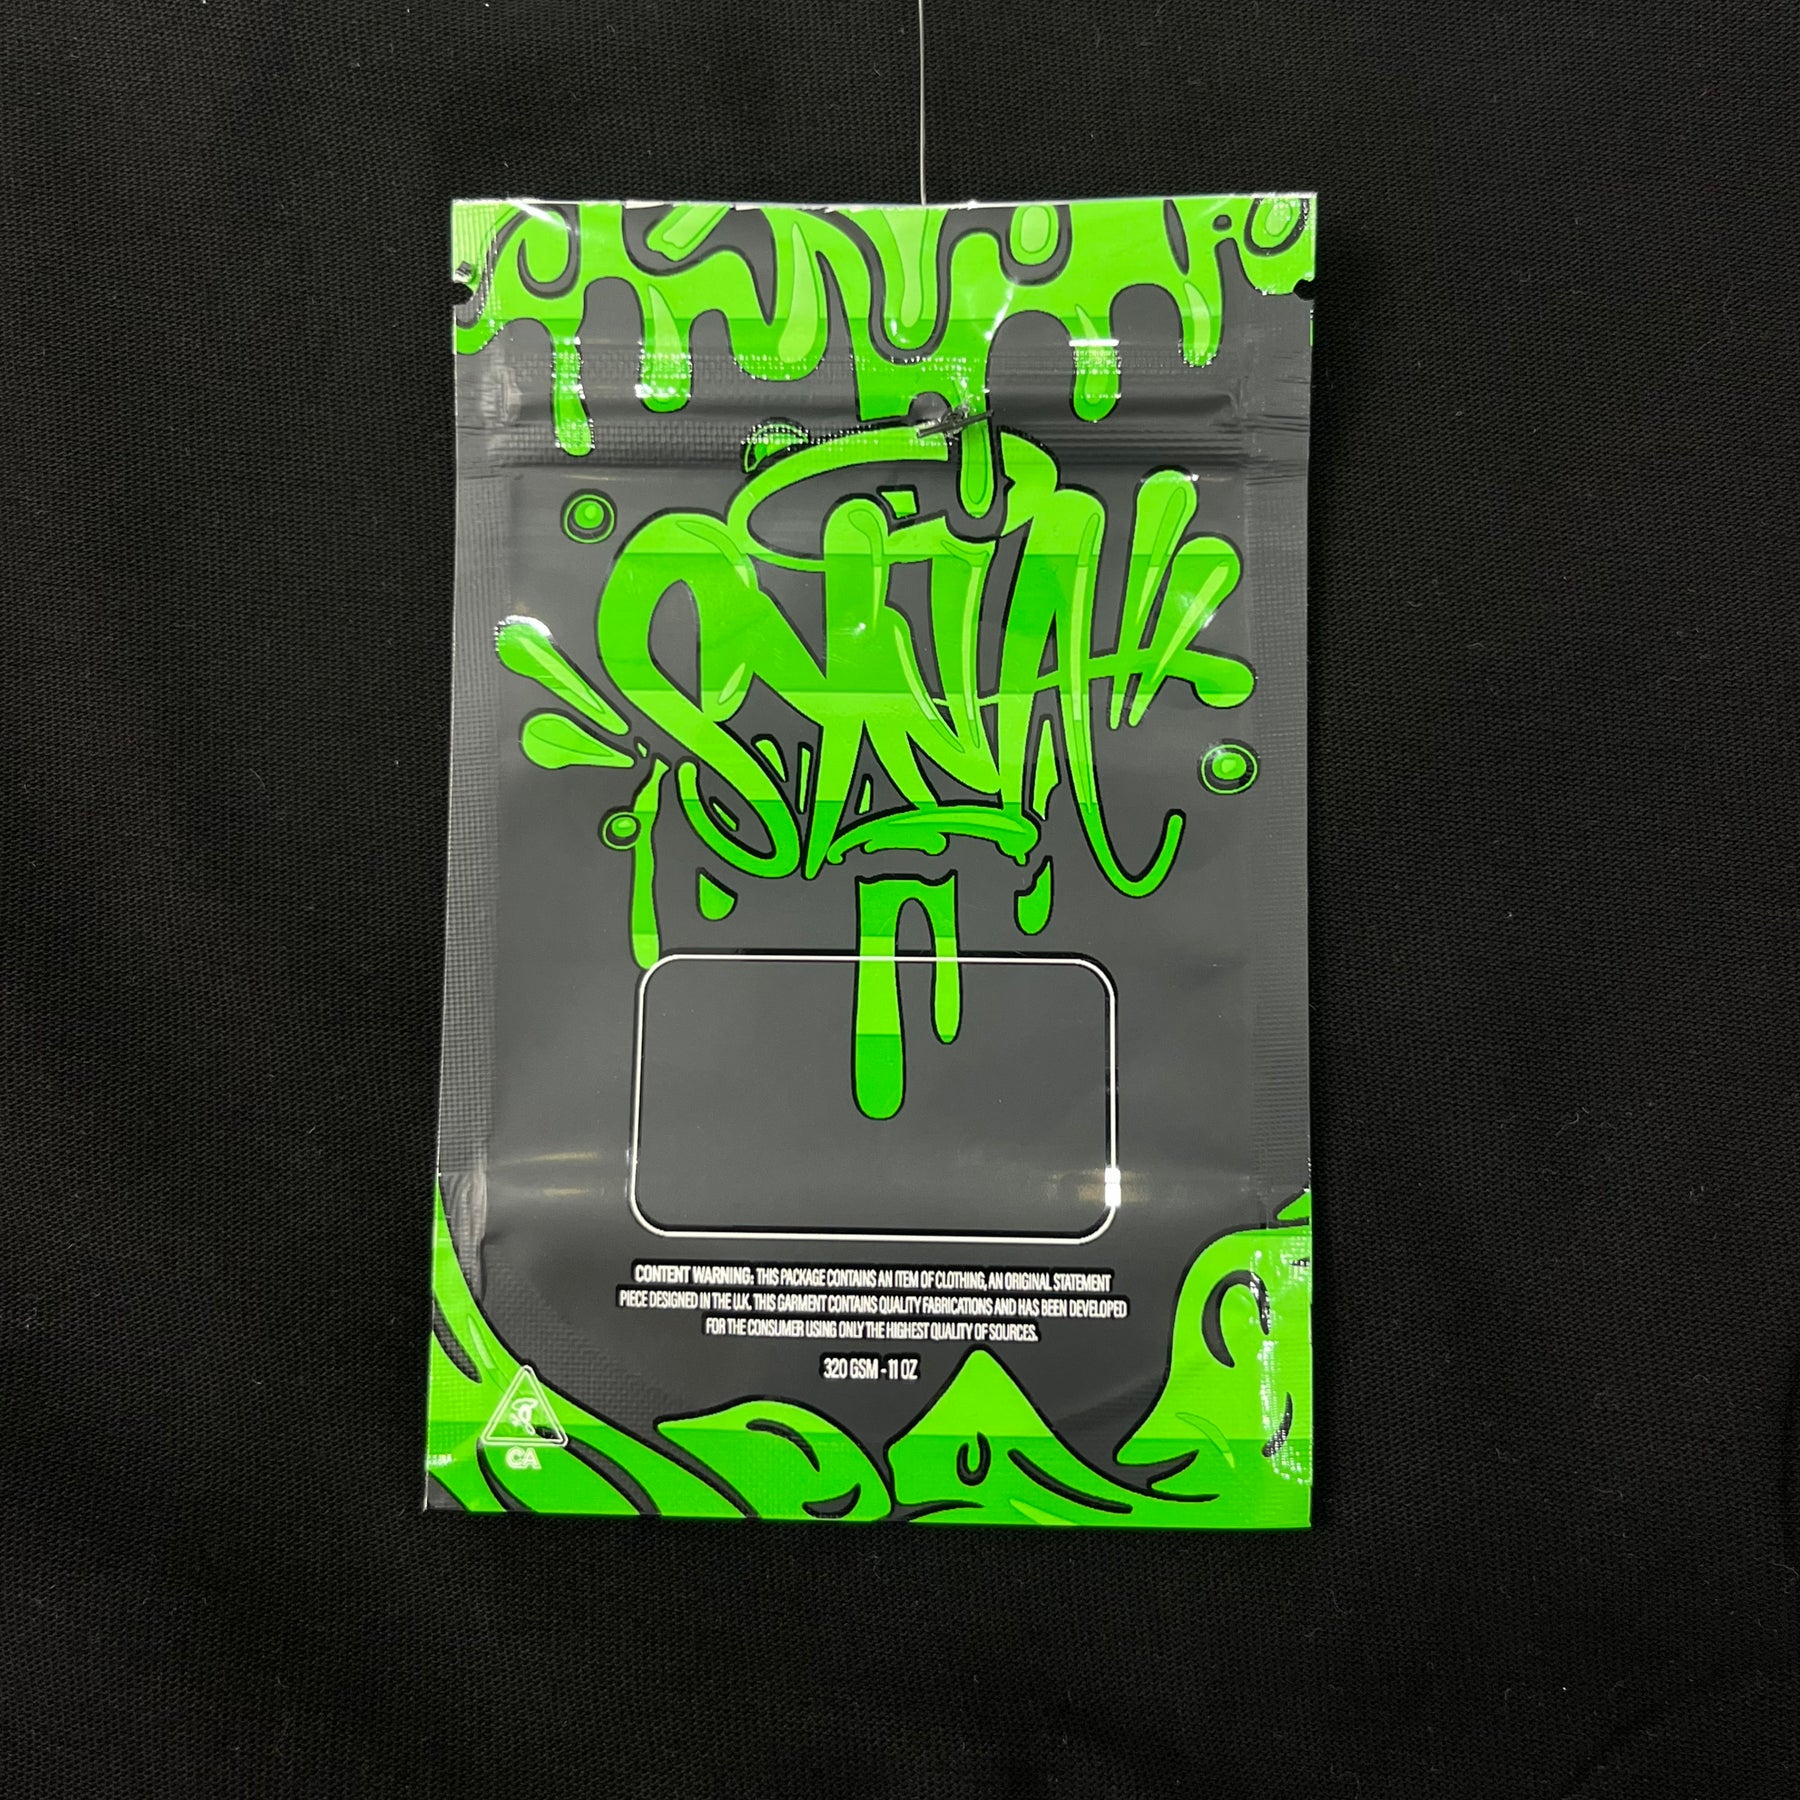 SYNA
CONTENT WARNING: THIS PACKAGE CONTAINS AN ITEM OF CLOTHING, AN ORIGINAL STATEMENT
PIECE DESIGNED IN THE U.K. THIS GARMENT CONTAINS QUALITY FABRICATIONS AND HAS BEEN DEVELOPED
FOR THE CONSUMER USING ONLY THE HIGHEST QUALITY OF SOURCES.
320 GSM - 11 OZ
CA